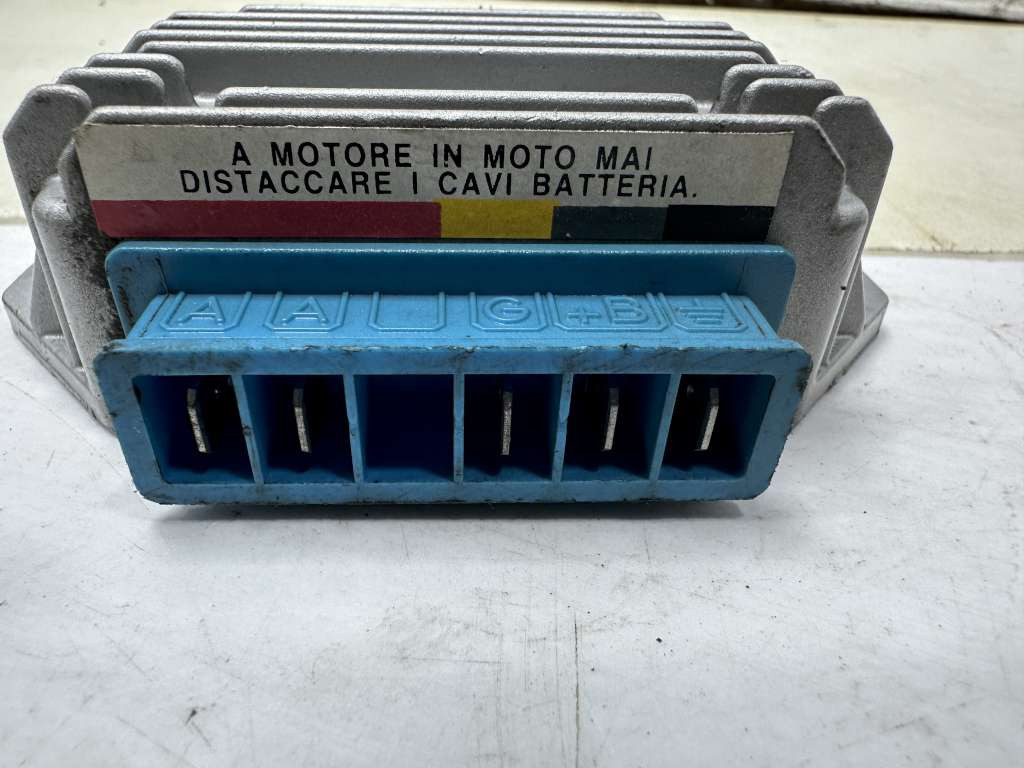 A MOTORE IN MOTO MAI
DISTACCARE I CAVI BATTERIA.
A A G +B